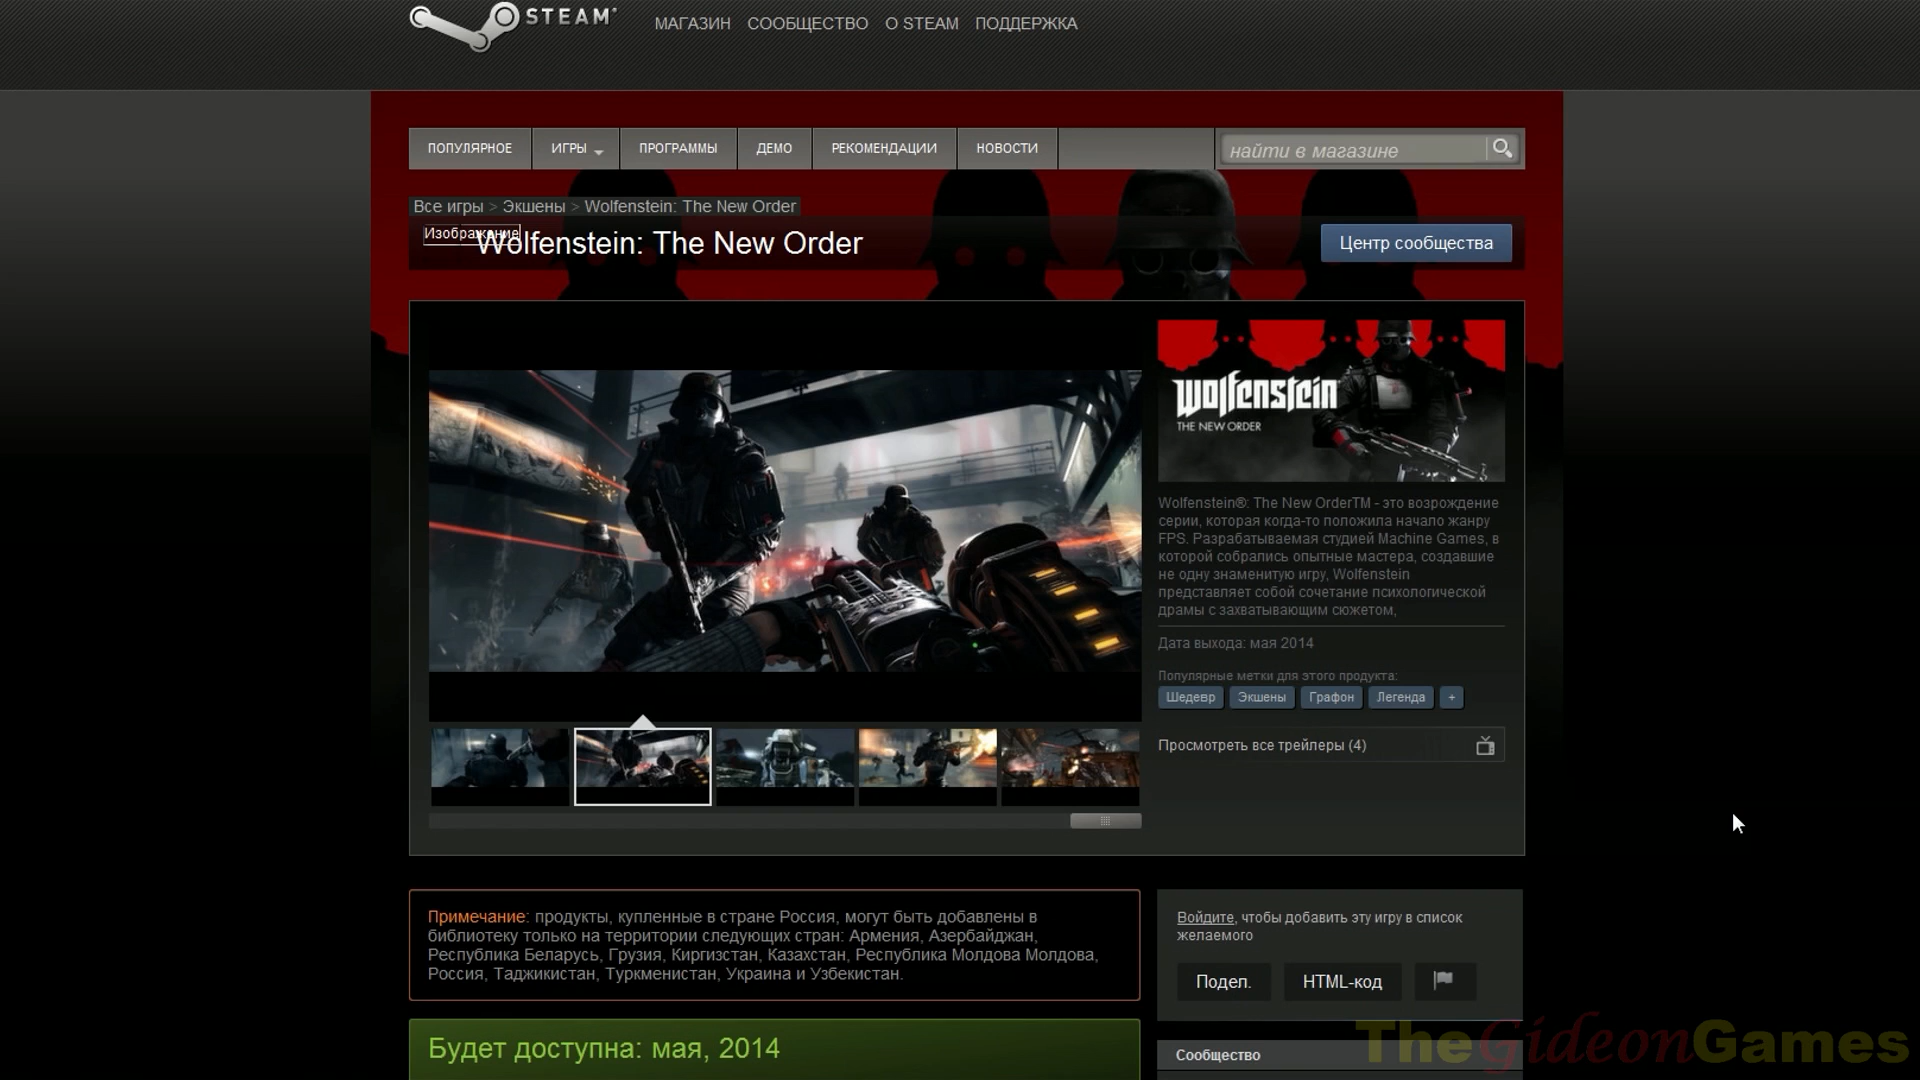 STEAM
МАГАЗИН СООБЩЕСТВО О STEAM ПОДДЕРЖКА
ПОПУЛЯРНОЕ ИГРЫ ПРОГРАММЫ ДЕМО РЕКОМЕНДАЦИИ НОВОСТИ найти в магазине
Все игры > Экшены > Wolfenstein: The New Order
Изображение
Wolfenstein: The New Order
Центр сообщества
Wolfenstein
THE NEW ORDER
Wolfenstein®: The New OrderTM - это возрождение
серии, которая когда-то положила начало жанру
FPS. Разрабатываемая студией Machine Games, в
которой собрались опытные мастера, создавшие
не одну знаменитую игру, Wolfenstein
представляет собой сочетание психологической
драмы с захватывающим сюжетом,
Дата выхода: мая 2014
Популярные метки для этого продукта:
Шедевр Экшены Графон Легенда +
Просмотреть все трейлеры (4)
Примечание: продукты, купленные в стране Россия, могут быть добавлены в
библиотеку только на территории следующих стран: Армения, Азербайджан,
Республика Беларусь, Грузия, Киргизстан, Казахстан, Республика Молдова Молдова,
Россия, Таджикистан, Туркменистан, Украина и Узбекистан.
Будет доступна: мая, 2014
Войдите, чтобы добавить эту игру в список
желаемого
Подел. HTML-код
Сообщество
TheGideonGames